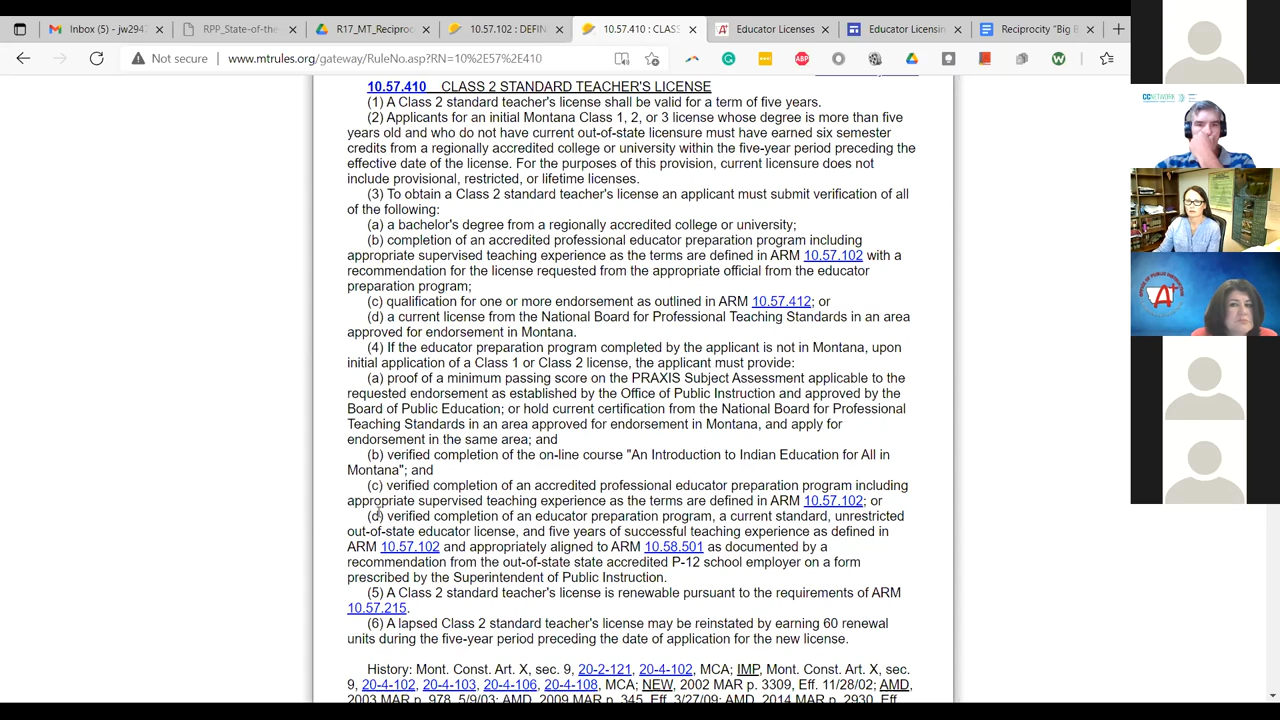 Inbox (5) - jw294
RPP_State-of-the
R17_MT_Reciproc
10.57.102 : DEFIN
10.57.410 : CLASS
Educator Licenses
Educator Licensin
Reciprocity "Big B
Not secure
www.mtrules.org/gateway/RuleNo.asp?RN=10%2E57%2E410
10.57.410 CLASS 2 STANDARD TEACHER'S LICENSE
(1) A Class 2 standard teacher's license shall be valid for a term of five years.
(2) Applicants for an initial Montana Class 1, 2, or 3 license whose degree is more than five
years old and who do not have current out-of-state licensure must have earned six semester
credits from a regionally accredited college or university within the five-year period preceding the
effective date of the license. For the purposes of this provision, current licensure does not
include provisional, restricted, or lifetime licenses.
(3) To obtain a Class 2 standard teacher's license an applicant must submit verification of all
of the following:
(a) a bachelor's degree from a regionally accredited college or university;
(b) completion of an accredited professional educator preparation program including
appropriate supervised teaching experience as the terms are defined in ARM 10.57.102 with a
recommendation for the license requested from the appropriate official from the educator
preparation program;
(c) qualification for one or more endorsement as outlined in ARM 10.57.412; or
(d) a current license from the National Board for Professional Teaching Standards in an area
approved for endorsement in Montana.
(4) If the educator preparation program completed by the applicant is not in Montana, upon
initial application of a Class 1 or Class 2 license, the applicant must provide:
(a) proof of a minimum passing score on the PRAXIS Subject Assessment applicable to the
requested endorsement as established by the Office of Public Instruction and approved by the
Board of Public Education; or hold current certification from the National Board for Professional
Teaching Standards in an area approved for endorsement in Montana, and apply for
endorsement in the same area; and
(b) verified completion of the on-line course "An Introduction to Indian Education for All in
Montana"; and
(c) verified completion of an accredited professional educator preparation program including
appropriate supervised teaching experience as the terms are defined in ARM 10.57.102; or
(d) verified completion of an educator preparation program, a current standard, unrestricted
out-of-state educator license, and five years of successful teaching experience as defined in
ARM 10.57.102 and appropriately aligned to ARM 10.58.501 as documented by a
recommendation from the out-of-state state accredited P-12 school employer on a form
prescribed by the Superintendent of Public Instruction.
(5) A Class 2 standard teacher's license is renewable pursuant to the requirements of ARM
10.57.215.
(6) A lapsed Class 2 standard teacher's license may be reinstated by earning 60 renewal
units during the five-year period preceding the date of application for the new license.
History: Mont. Const. Art. X, sec. 9, 20-2-121, 20-4-102, MCA; IMP, Mont. Const. Art. X, sec.
9, 20-4-102, 20-4-103, 20-4-106, 20-4-108, MCA; NEW, 2002 MAR p. 3309, Eff. 11/28/02; AMD,
2003 MAR p. 978, 5/9/03; AMD, 2009 MAR p. 345, Eff. 3/27/09; AMD, 2014 MAR p. 2930, Eff.
CCNETWORK
OFFICE OF PUBLIC INSTRUCTION
A+